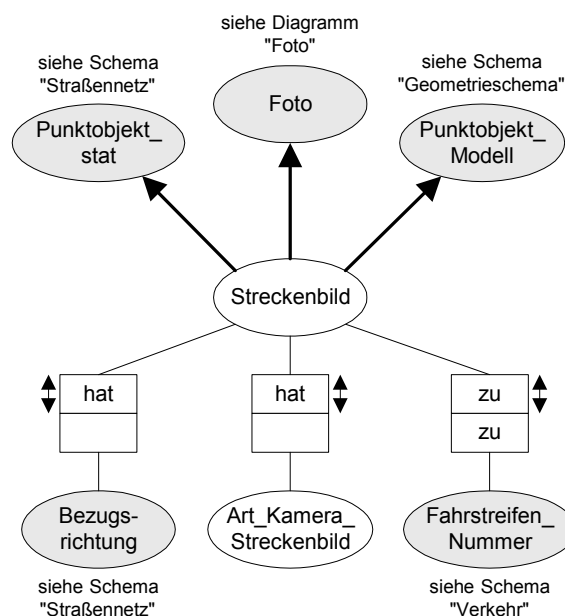 siehe Diagramm
"Foto"
siehe Schema
"Straßennetz"
siehe Schema
"Geometrieschema"
Foto
Punktobjekt_
stat
Punktobjekt_
Modell
Streckenbild
hat
hat
zu
zu
Bezugs-
richtung
Art_Kamera_
Streckenbild
Fahrstreifen_
Nummer
siehe Schema
"Straßennetz"
siehe Schema
"Verkehr"